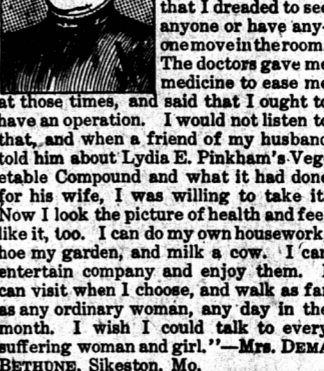 that I dreaded to see
anyone or have any-
one move in the room.
The doctors gave me
medicine to ease me
at those times, and said that I ought to
have an operation. I would not listen to
that, and when a friend of my husband
told him about Lydia E. Pinkham's Veg-
etable Compound and what it had done
for his wife, I was willing to take it.
Now I look the picture of health and feel
like it, too. I can do my own housework,
hoe my garden, and milk a cow. I can
entertain company and enjoy them. I
can visit when I choose, and walk as far
as any ordinary woman, any day in the
month. I wish I could talk to every
suffering woman and girl."—Mrs. DEMA
BETHUNE, Sikeston, Mo.